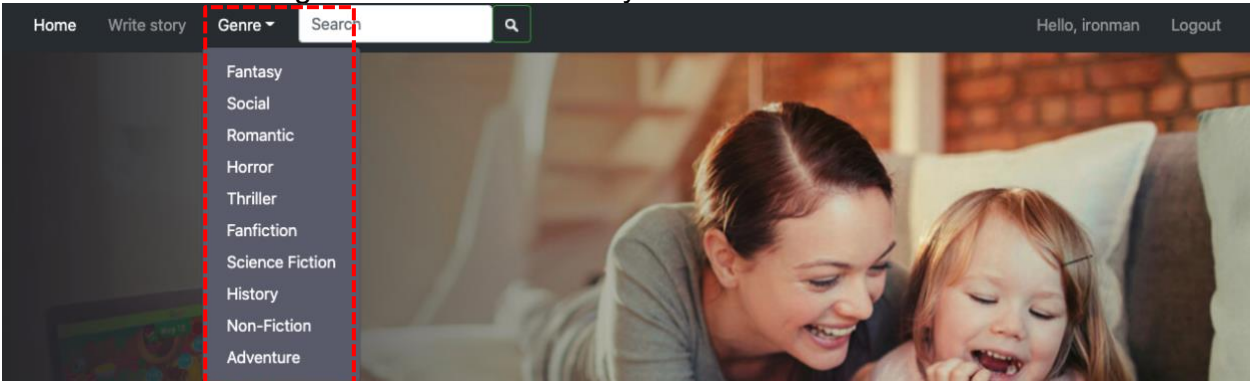 Home Write story Genre Search Hello, ironman Logout
Fantasy
Social
Romantic
Horror
Thriller
Fanfiction
Science Fiction
History
Non-Fiction
Adventure